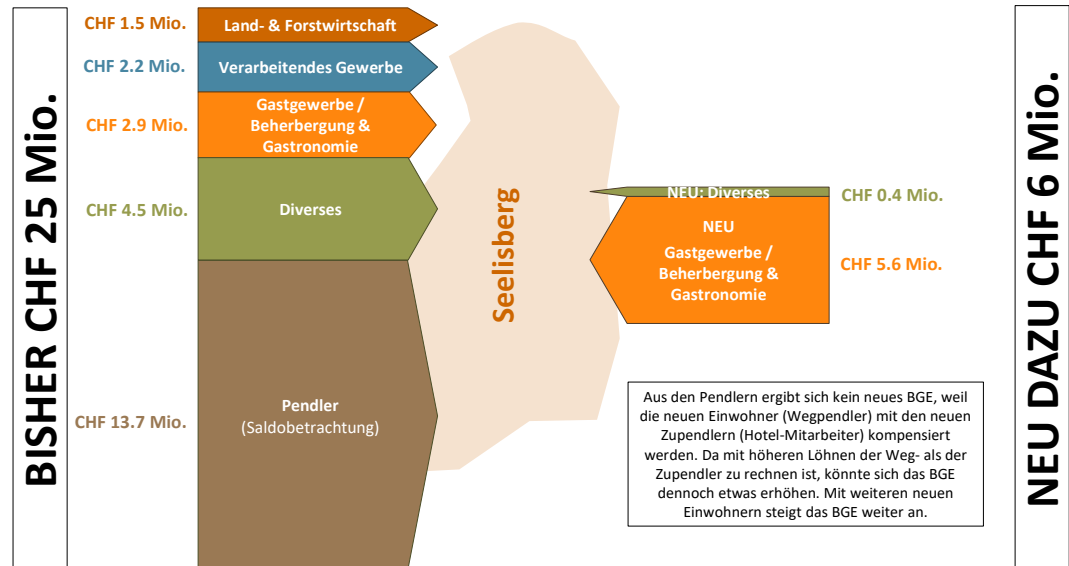 BISHER CHF 25 Mio.
CHF 1.5 Mio.
Land- & Forstwirtschaft
CHF 2.2 Mio.
Verarbeitendes Gewerbe
CHF 2.9 Mio.
Gastgewerbe /
Beherbergung &
Gastronomie
CHF 4.5 Mio.
Diverses
CHF 13.7 Mio.
Pendler
(Saldobetrachtung)
Seelisberg
NEU: Diverses
CHF 0.4 Mio.
NEU
Gastgewerbe /
Beherbergung &
Gastronomie
CHF 5.6 Mio.
Aus den Pendlern ergibt sich kein neues BGE, weil
die neuen Einwohner (Wegpendler) mit den neuen
Zupendlern (Hotel-Mitarbeiter) kompensiert
werden. Da mit höheren Löhnen der Weg- als der
Zupendler zu rechnen ist, könnte sich das BGE
dennoch etwas erhöhen. Mit weiteren neuen
Einwohnern steigt das BGE weiter an.
NEU DAZU CHF 6 Mio.